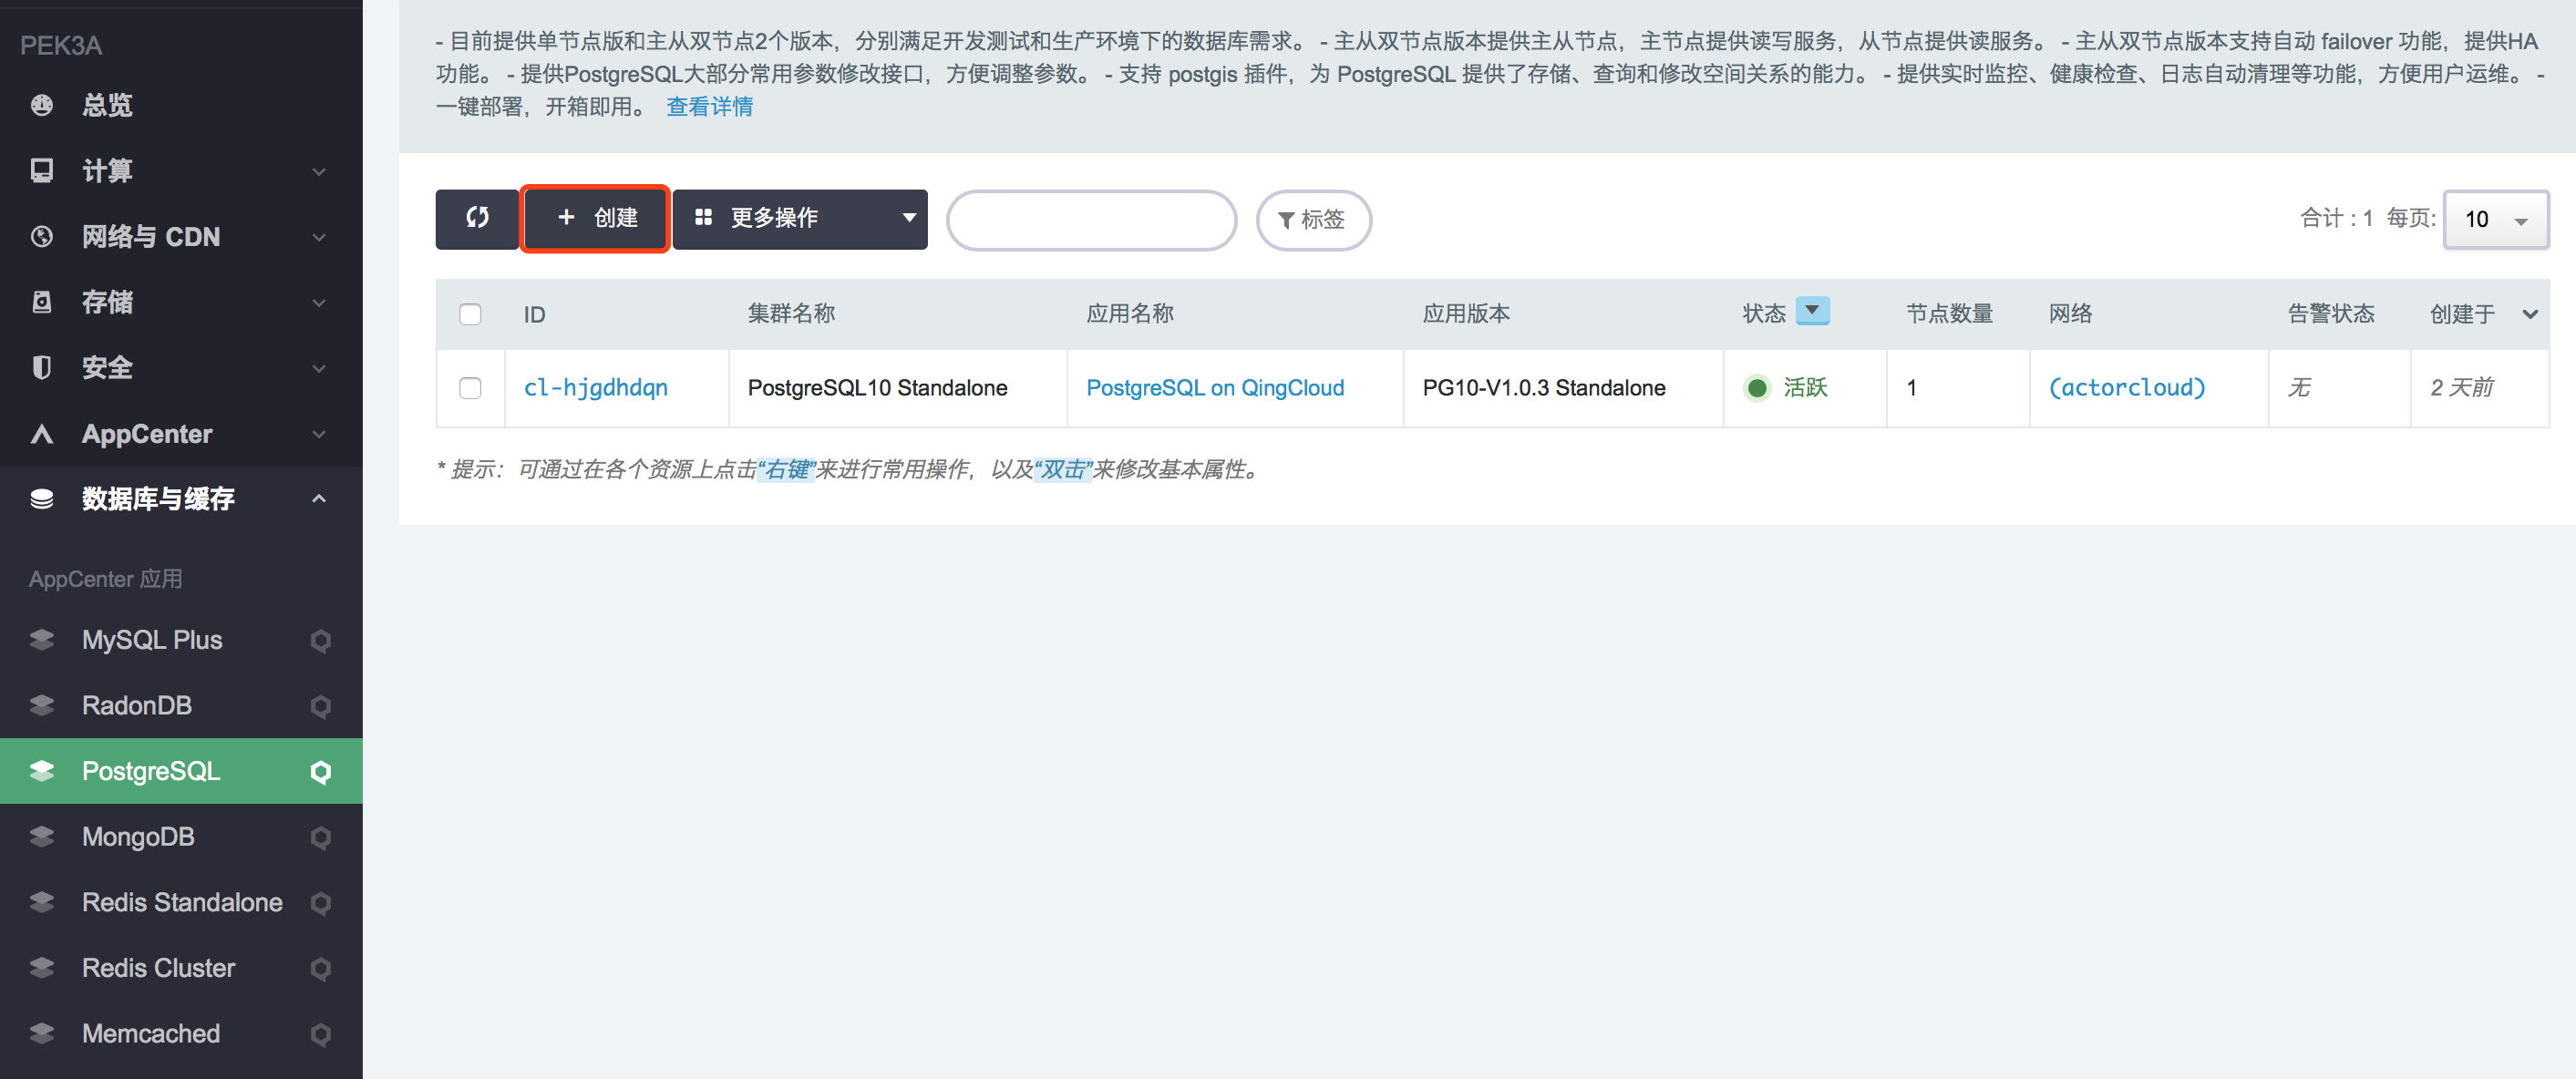 PEK3A
总览
计算
网络与 CDN
存储
安全
AppCenter
数据库与缓存
AppCenter 应用
MySQL Plus
RadonDB
PostgreSQL
MongoDB
Redis Standalone
Redis Cluster
Memcached
- 目前提供单节点版和主从双节点2个版本，分别满足开发测试和生产环境下的数据库需求。 - 主从双节点版本提供主从节点，主节点提供读写服务，从节点提供读服务。 - 主从双节点版本支持自动 failover 功能，提供HA
功能。 - 提供PostgreSQL大部分常用参数修改接口，方便调整参数。 - 支持 postgis 插件，为 PostgreSQL 提供了存储、查询和修改空间关系的能力。 - 提供实时监控、健康检查、日志自动清理等功能，方便用户运维。 -
一键部署，开箱即用。 查看详情
创建 更多操作 标签 合计 : 1 每页: 10
ID 集群名称 应用名称 应用版本 状态 节点数量 网络 告警状态 创建于
cl-hjgdhdqn PostgreSQL10 Standalone PostgreSQL on QingCloud PG10-V1.0.3 Standalone 活跃 1 (actorcloud) 无 2 天前
* 提示：可通过在各个资源上点击“右键”来进行常用操作，以及“双击”来修改基本属性。